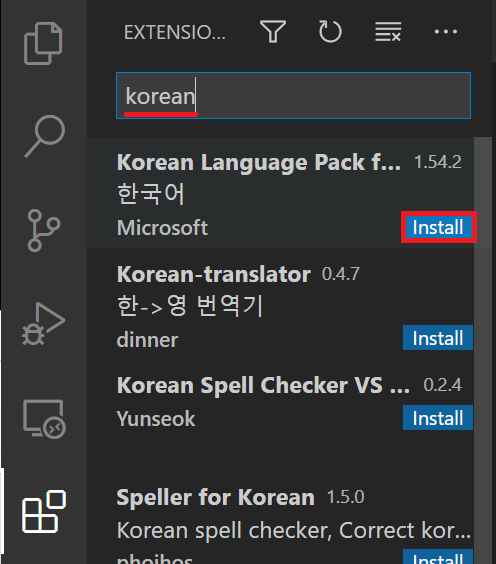 EXTENSIO...
korean
Korean Language Pack f... 1.54.2
한국어
Microsoft Install
Korean-translator 0.4.7
한->영 번역기
dinner Install
Korean Spell Checker VS ... 0.2.4
Yunseok Install
Speller for Korean 1.5.0
Korean spell checker, Correct kor...
phoihos Install